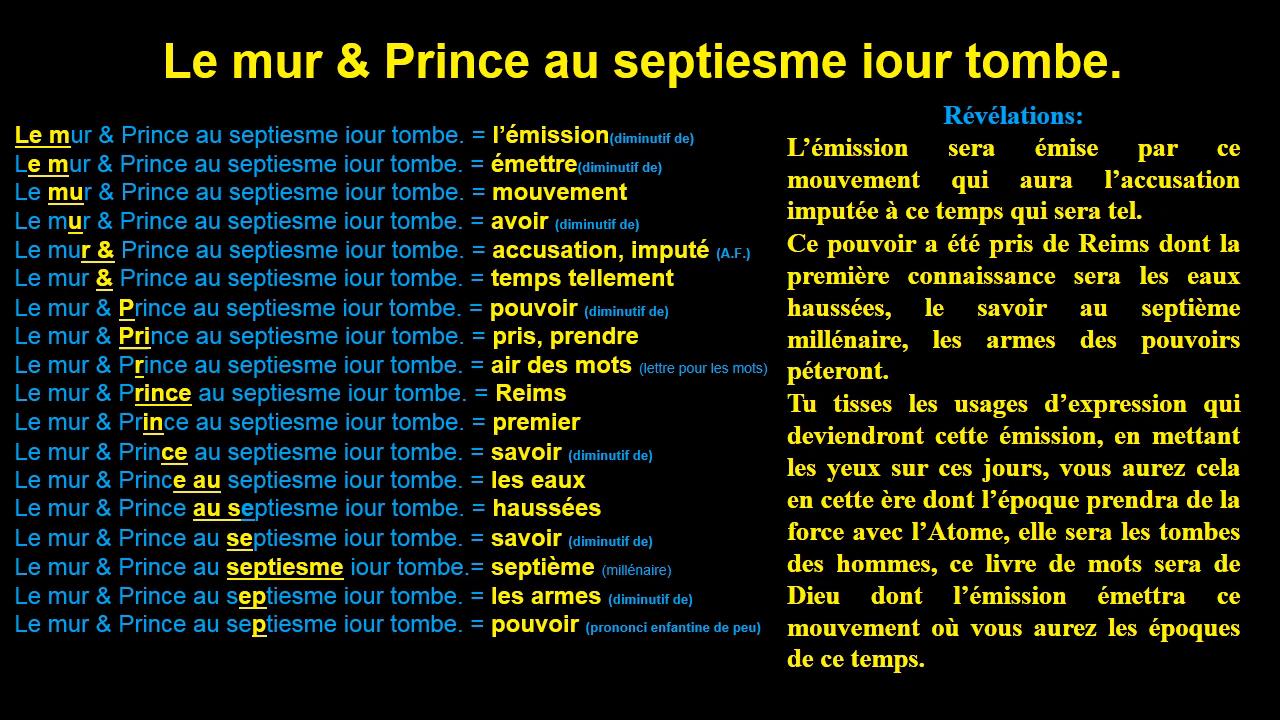 Le mur & Prince au septiesme iour tombe.
Le mur & Prince au septiesme iour tombe. = l’émission(diminutif de)
Le mur & Prince au septiesme iour tombe. = émettre(diminutif de)
Le mur & Prince au septiesme iour tombe. = mouvement
Le mur & Prince au septiesme iour tombe. = avoir (diminutif de)
Le mur & Prince au septiesme iour tombe. = accusation, imputé (A.F.)
Le mur & Prince au septiesme iour tombe. = temps tellement
Le mur & Prince au septiesme iour tombe. = pouvoir (diminutif de)
Le mur & Prince au septiesme iour tombe. = pris, prendre
Le mur & Prince au septiesme iour tombe. = air des mots (lettre pour les mots)
Le mur & Prince au septiesme iour tombe. = Reims
Le mur & Prince au septiesme iour tombe. = premier
Le mur & Prince au septiesme iour tombe. = savoir (diminutif de)
Le mur & Prince au septiesme iour tombe. = les eaux
Le mur & Prince au septiesme iour tombe. = haussées
Le mur & Prince au septiesme iour tombe. = savoir (diminutif de)
Le mur & Prince au septiesme iour tombe.= septième (millénaire)
Le mur & Prince au septiesme iour tombe. = les armes (diminutif de)
Le mur & Prince au septiesme iour tombe. = pouvoir (prononci enfantine de peu)
Révélations:
L’émission sera émise par ce
mouvement qui aura l’accusation
imputée à ce temps qui sera tel.
Ce pouvoir a été pris de Reims dont la
première connaissance sera les eaux
haussées, le savoir au septième
millénaire, les armes des pouvoirs
péteront.
Tu tisses les usages d’expression qui
deviendront cette émission, en mettant
les yeux sur ces jours, vous aurez cela
en cette ère dont l’époque prendra de la
force avec l’Atome, elle sera les tombes
des hommes, ce livre de mots sera de
Dieu dont l’émission émettra ce
mouvement où vous aurez les époques
de ce temps.